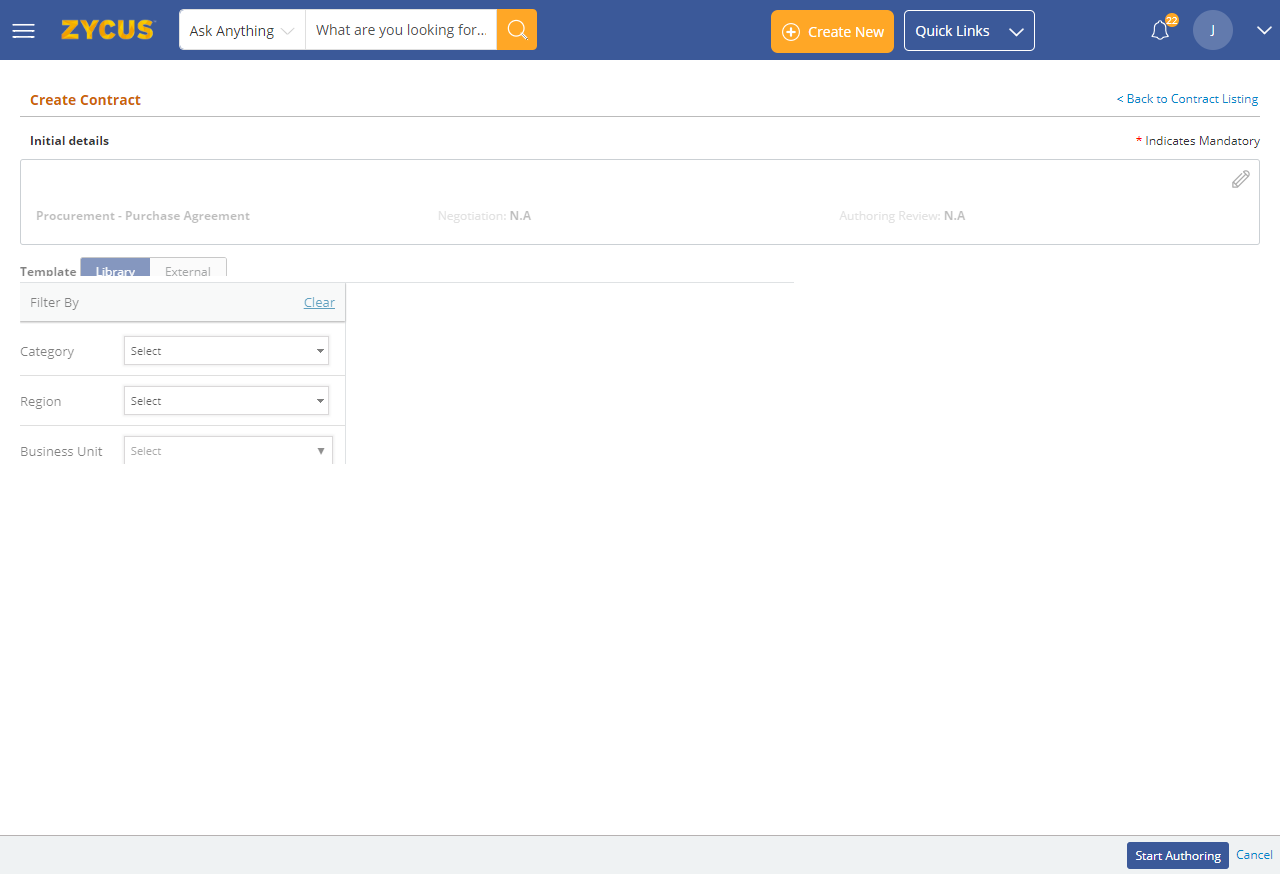 ZYCUS Ask Anything What are you looking for... Create New Quick Links 22 J
Create Contract < Back to Contract Listing
Initial details * Indicates Mandatory
Procurement - Purchase Agreement Negotiation: N.A Authoring Review: N.A
Template Library External
Filter By Clear
Category Select
Region Select
Business Unit Select
Start Authoring Cancel